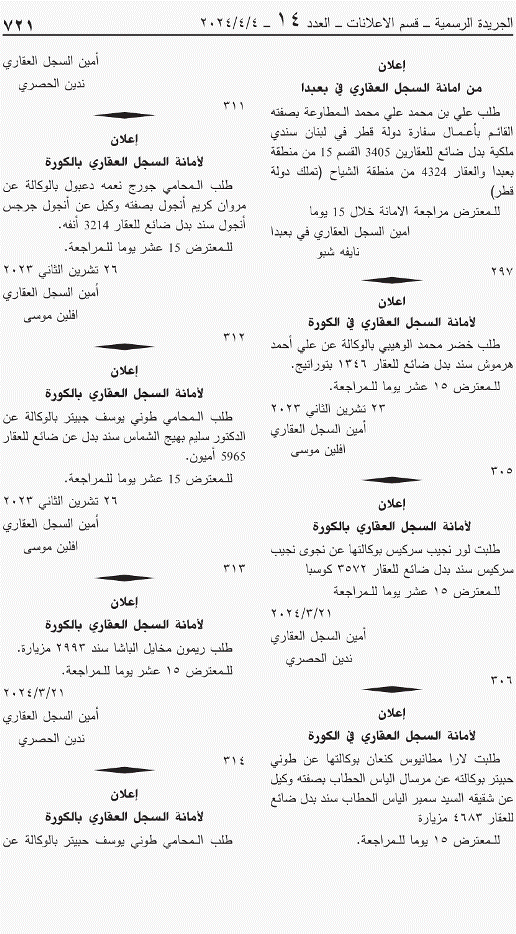 الجريدة الرسمية ــ قسم الاعلانات ــ العدد ١٤ ــ ٢٠٢٤/٤/٤
٧٢١
إعلان
من امانة السجل العقاري في بعبدا
طلب علي بن محمد علي محمد المطاوعة بصفته
القائم بأعمال سفارة دولة قطر في لبنان سندي
ملكية بدل ضائع للعقارين 3405 القسم 15 من منطقة
بعبدا والعقار 4324 من منطقة الشياح (تملك دولة
قطر)
للمعترض مراجعة الامانة خلال 15 يوما
امين السجل العقاري في بعبدا
نايفه شبو
٢٩٧
اعلان
لأمانة السجل العقاري في الكورة
طلب خضر محمد الوهيبي بالوكالة عن علي أحمد
هرموش سند بدل ضائع للعقار ١٣٤٦ بتوراتيج.
للمعترض ١٥ عشر يوما للمراجعة.
٢٣ تشرين الثاني ٢٠٢٣
أمين السجل العقاري
افلين موسى
٣٠٥
إعلان
لأمانة السجل العقاري بالكورة
طلبت لور نجيب سركيس بوكالتها عن نجوى نجيب
سركيس سند بدل ضائع للعقار ٣٥٧٢ كوسبا
للمعترض ١٥ عشر يوما للمراجعة
٢٠٢٤/٣/٢١
أمين السجل العقاري
ندين الحصري
٣٠٦
إعلان
لأمانة السجل العقاري في الكورة
طلبت لارا مطانيوس كنعان بوكالتها عن طوني
حبيتر بوكالته عن مرسال الياس الحطاب بصفته وكيل
عن شقيقه السيد سمير الياس الحطاب سند بدل ضائع
للعقار ٤٦٨٣ مزيارة
للمعترض ١٥ يوما للمراجعة.
أمين السجل العقاري
ندين الحصري
٣١١
إعلان
لأمانة السجل العقاري بالكورة
طلب المحامي جورج نعمه دعبول بالوكالة عن
مروان كريم أنجول بصفته وكيل عن أنجول جرجس
أنجول سند بدل ضائع للعقار 3214 أنفه.
للمعترض 15 عشر يوما للمراجعة.
٢٦ تشرين الثاني ٢٠٢٣
أمين السجل العقاري
افلين موسى
٣١٢
إعلان
لأمانة السجل العقاري بالكورة
طلب المحامي طوني يوسف جبيتر بالوكالة عن
الدكتور سليم بهيج الشماس سند بدل عن ضائع للعقار
5965 أميون.
للمعترض 15 عشر يوما للمراجعة.
٢٦ تشرين الثاني ٢٠٢٣
أمين السجل العقاري
افلين موسى
٣١٣
إعلان
لأمانة السجل العقاري بالكورة
طلب ريمون مخايل الباشا سند ٢٩٩٣ مزيارة.
للمعترض ١٥ عشر يوما للمراجعة.
٢٠٢٤/٣/٢١
أمين السجل العقاري
ندين الحصري
٣١٤
إعلان
لأمانة السجل العقاري بالكورة
طلب المحامي طوني يوسف حبيتر بالوكالة عن